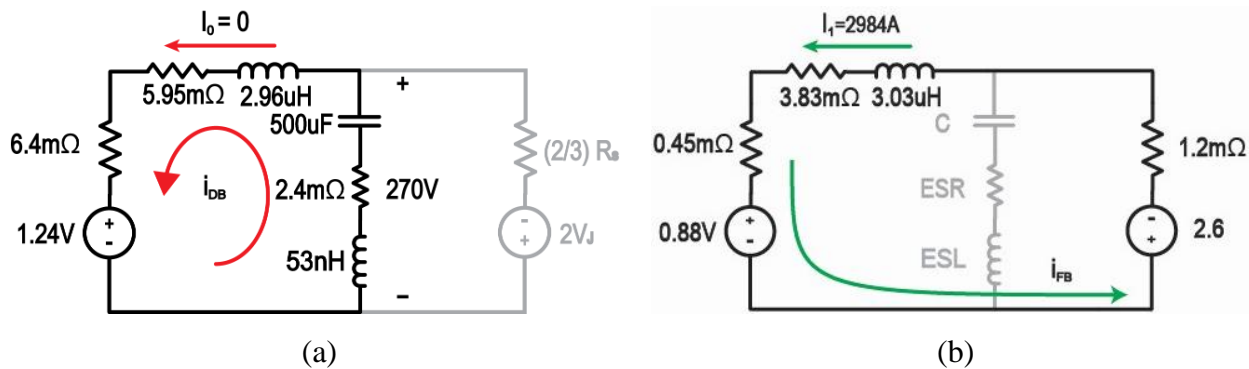 I₀ = 0
5.95mΩ
2.96uH
+
500uF
6.4mΩ
(2/3) Rₛ
i_DB
2.4mΩ
270V
+
-
1.24V
-
+
2V_J
53nH
−
(a)
I₁=2984A
3.83mΩ
3.03uH
C
0.45mΩ
1.2mΩ
ESR
+
-
0.88V
-
+
2.6
ESL
i_FB
(b)